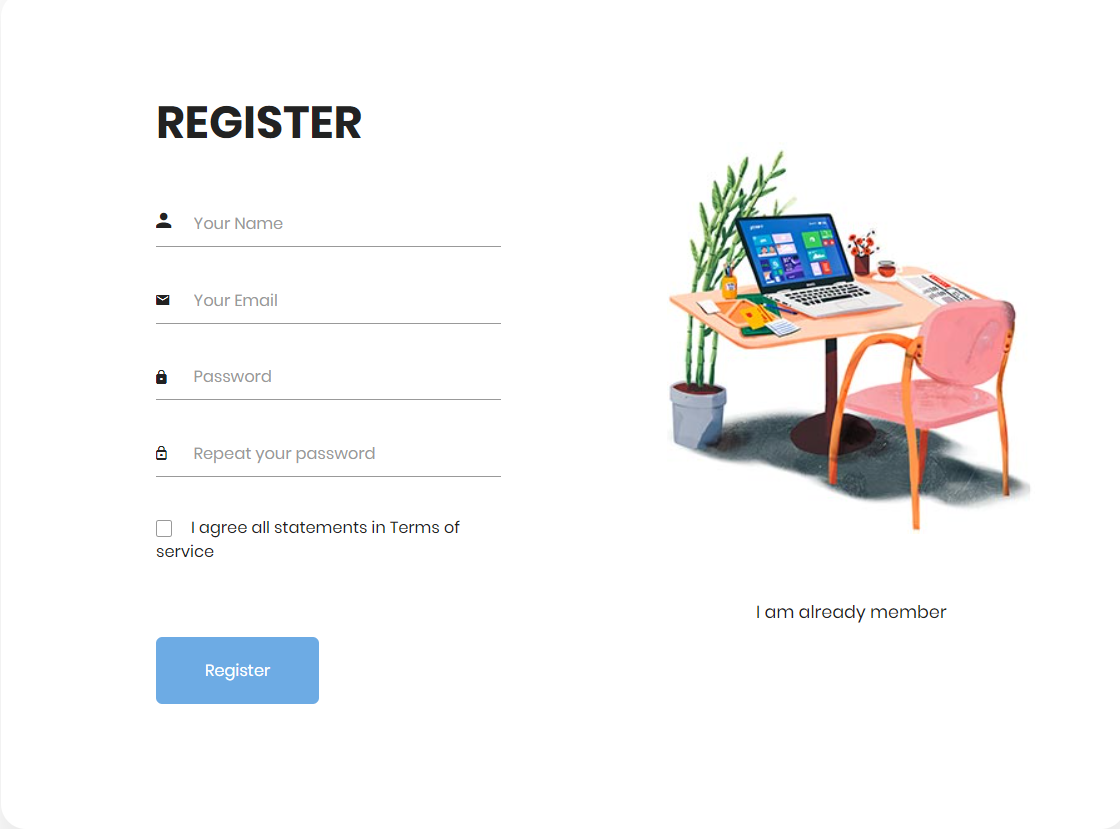 REGISTER
Your Name
Your Email
Password
Repeat your password
I agree all statements in Terms of
service
Register
I am already member